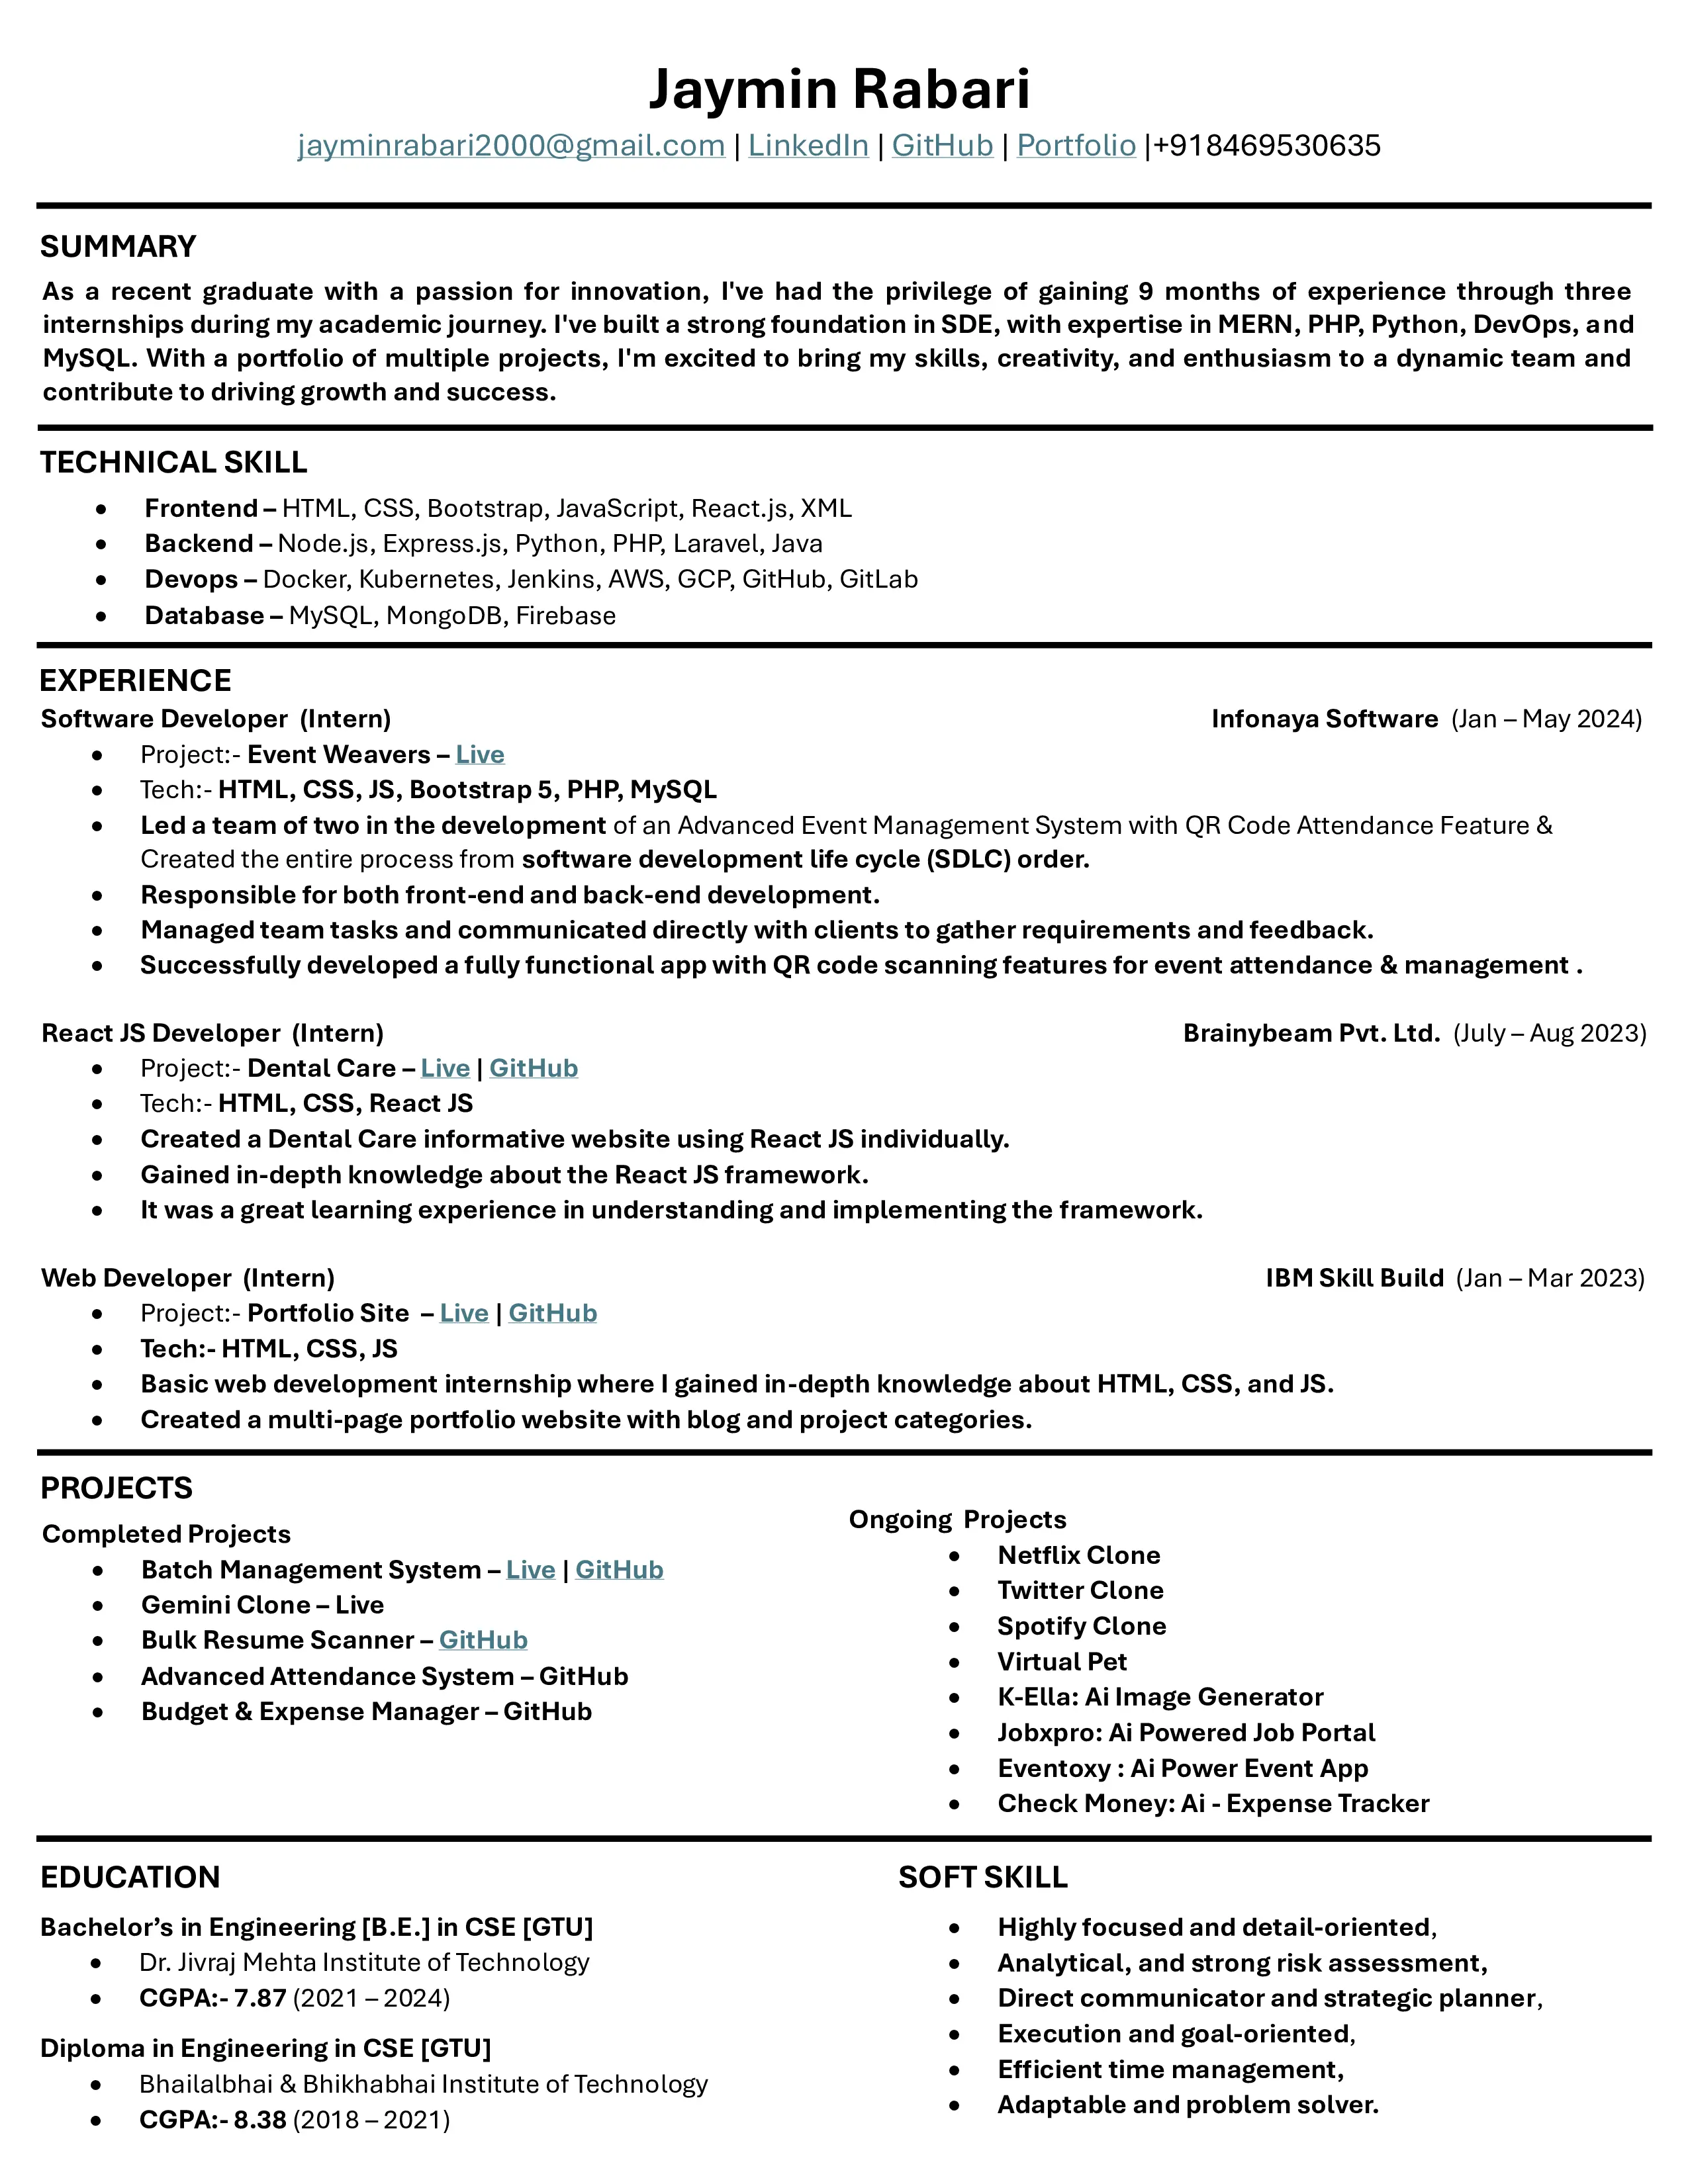 Jaymin Rabari
jayminrabari2000@gmail.com | LinkedIn | GitHub | Portfolio |+918469530635
SUMMARY
As a recent graduate with a passion for innovation, I've had the privilege of gaining 9 months of experience through three
internships during my academic journey. I've built a strong foundation in SDE, with expertise in MERN, PHP, Python, DevOps, and
MySQL. With a portfolio of multiple projects, I'm excited to bring my skills, creativity, and enthusiasm to a dynamic team and
contribute to driving growth and success.
TECHNICAL SKILL
• Frontend – HTML, CSS, Bootstrap, JavaScript, React.js, XML
• Backend – Node.js, Express.js, Python, PHP, Laravel, Java
• Devops – Docker, Kubernetes, Jenkins, AWS, GCP, GitHub, GitLab
• Database – MySQL, MongoDB, Firebase
EXPERIENCE
Software Developer (Intern) Infonaya Software (Jan – May 2024)
• Project:- Event Weavers – Live
• Tech:- HTML, CSS, JS, Bootstrap 5, PHP, MySQL
• Led a team of two in the development of an Advanced Event Management System with QR Code Attendance Feature &
Created the entire process from software development life cycle (SDLC) order.
• Responsible for both front-end and back-end development.
• Managed team tasks and communicated directly with clients to gather requirements and feedback.
• Successfully developed a fully functional app with QR code scanning features for event attendance & management .
React JS Developer (Intern) Brainybeam Pvt. Ltd. (July – Aug 2023)
• Project:- Dental Care – Live | GitHub
• Tech:- HTML, CSS, React JS
• Created a Dental Care informative website using React JS individually.
• Gained in-depth knowledge about the React JS framework.
• It was a great learning experience in understanding and implementing the framework.
Web Developer (Intern) IBM Skill Build (Jan – Mar 2023)
• Project:- Portfolio Site – Live | GitHub
• Tech:- HTML, CSS, JS
• Basic web development internship where I gained in-depth knowledge about HTML, CSS, and JS.
• Created a multi-page portfolio website with blog and project categories.
PROJECTS
Completed Projects
• Batch Management System – Live | GitHub
• Gemini Clone – Live
• Bulk Resume Scanner – GitHub
• Advanced Attendance System – GitHub
• Budget & Expense Manager – GitHub
Ongoing Projects
• Netflix Clone
• Twitter Clone
• Spotify Clone
• Virtual Pet
• K-Ella: Ai Image Generator
• Jobxpro: Ai Powered Job Portal
• Eventoxy : Ai Power Event App
• Check Money: Ai - Expense Tracker
EDUCATION
Bachelor’s in Engineering [B.E.] in CSE [GTU]
• Dr. Jivraj Mehta Institute of Technology
• CGPA:- 7.87 (2021 – 2024)
Diploma in Engineering in CSE [GTU]
• Bhailalbhai & Bhikhabhai Institute of Technology
• CGPA:- 8.38 (2018 – 2021)
SOFT SKILL
• Highly focused and detail-oriented,
• Analytical, and strong risk assessment,
• Direct communicator and strategic planner,
• Execution and goal-oriented,
• Efficient time management,
• Adaptable and problem solver.